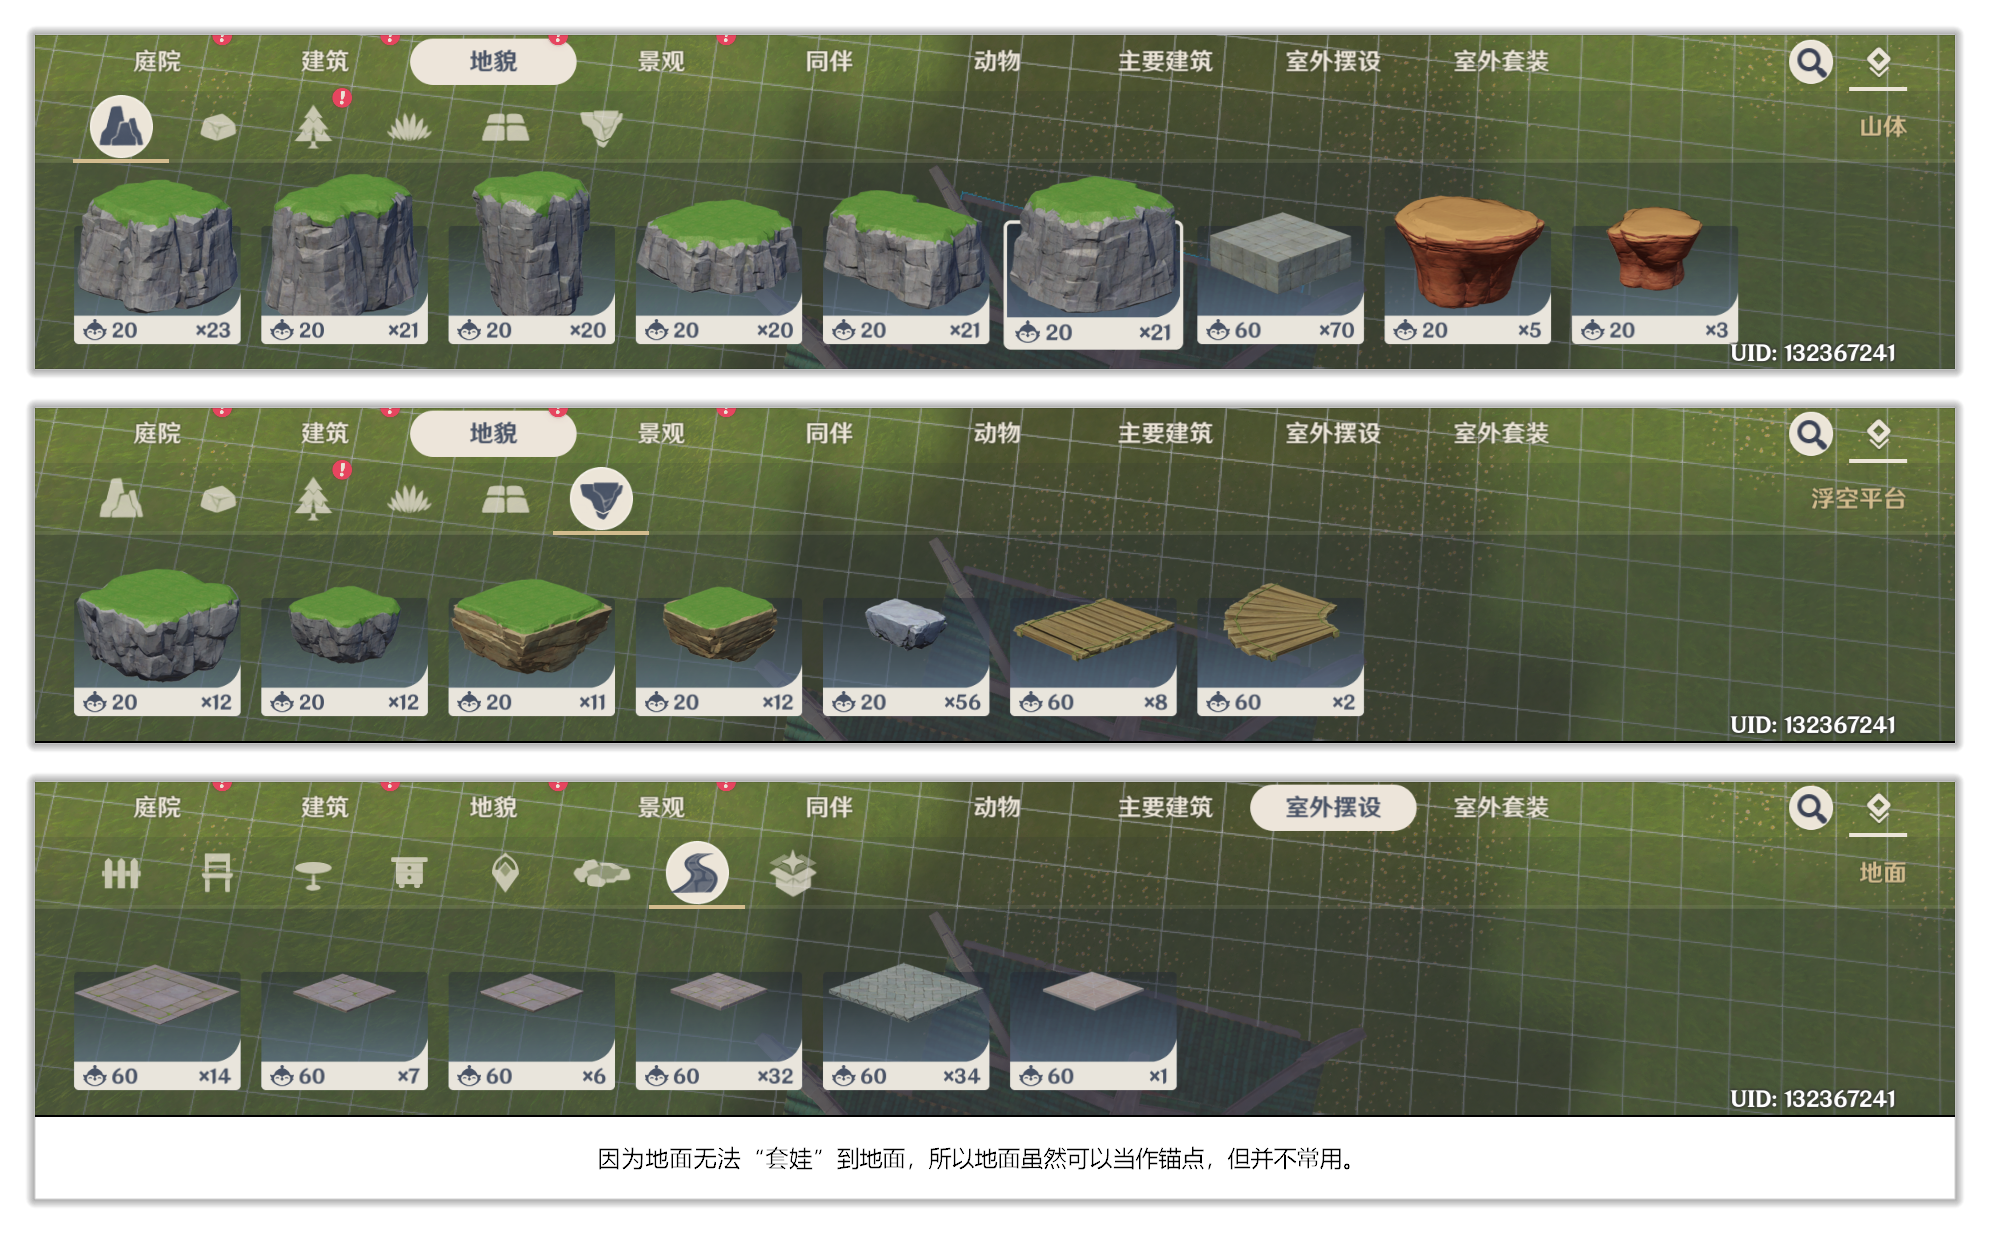 庭院 建筑 地貌 景观 同伴 动物 主要建筑 室外摆设 室外套装
山体
20 ×23 20 ×21 20 ×20 20 ×20 20 ×21 20 ×21 60 ×70 20 ×5 20 ×3
UID: 132367241
庭院 建筑 地貌 景观 同伴 动物 主要建筑 室外摆设 室外套装
浮空平台
20 ×12 20 ×12 20 ×11 20 ×12 20 ×56 60 ×8 60 ×2
UID: 132367241
庭院 建筑 地貌 景观 同伴 动物 主要建筑 室外摆设 室外套装
地面
60 ×14 60 ×7 60 ×6 60 ×32 60 ×34 60 ×1
UID: 132367241
因为地面无法“套娃”到地面，所以地面虽然可以当作锚点，但并不常用。